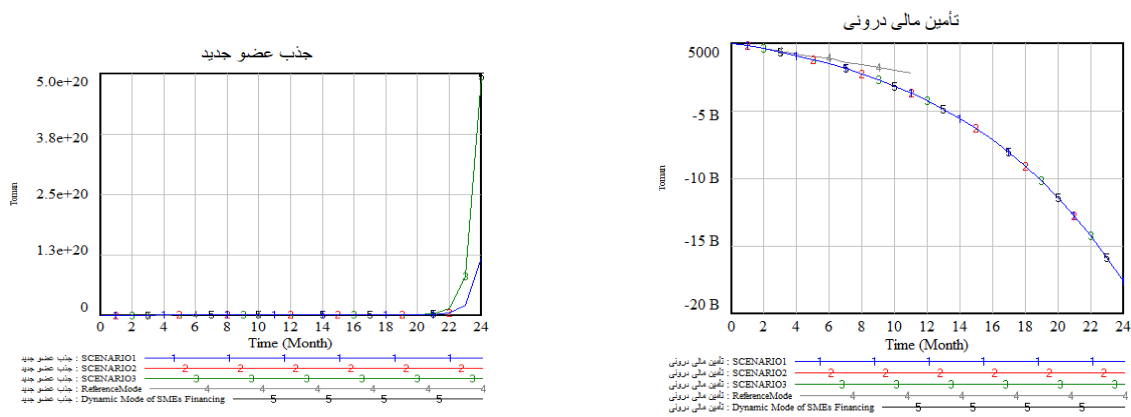 جذب عضو جدید
5.0e+20
3.8e+20
2.5e+20
1.3e+20
0
Toman
0 2 4 6 8 10 12 14 16 18 20 22 24
Time (Month)
جذب عضو جدید : SCENARIO1
جذب عضو جدید : SCENARIO2
جذب عضو جدید : SCENARIO3
جذب عضو جدید : ReferenceMode
جذب عضو جدید : Dynamic Mode of SMEs Financing
تأمین مالی درونی
5000
-5 B
-10 B
-15 B
-20 B
Toman
0 2 4 6 8 10 12 14 16 18 20 22 24
Time (Month)
تأمین مالی درونی : SCENARIO1
تأمین مالی درونی : SCENARIO2
تأمین مالی درونی : SCENARIO3
تأمین مالی درونی : ReferenceMode
تأمین مالی درونی : Dynamic Mode of SMEs Financing